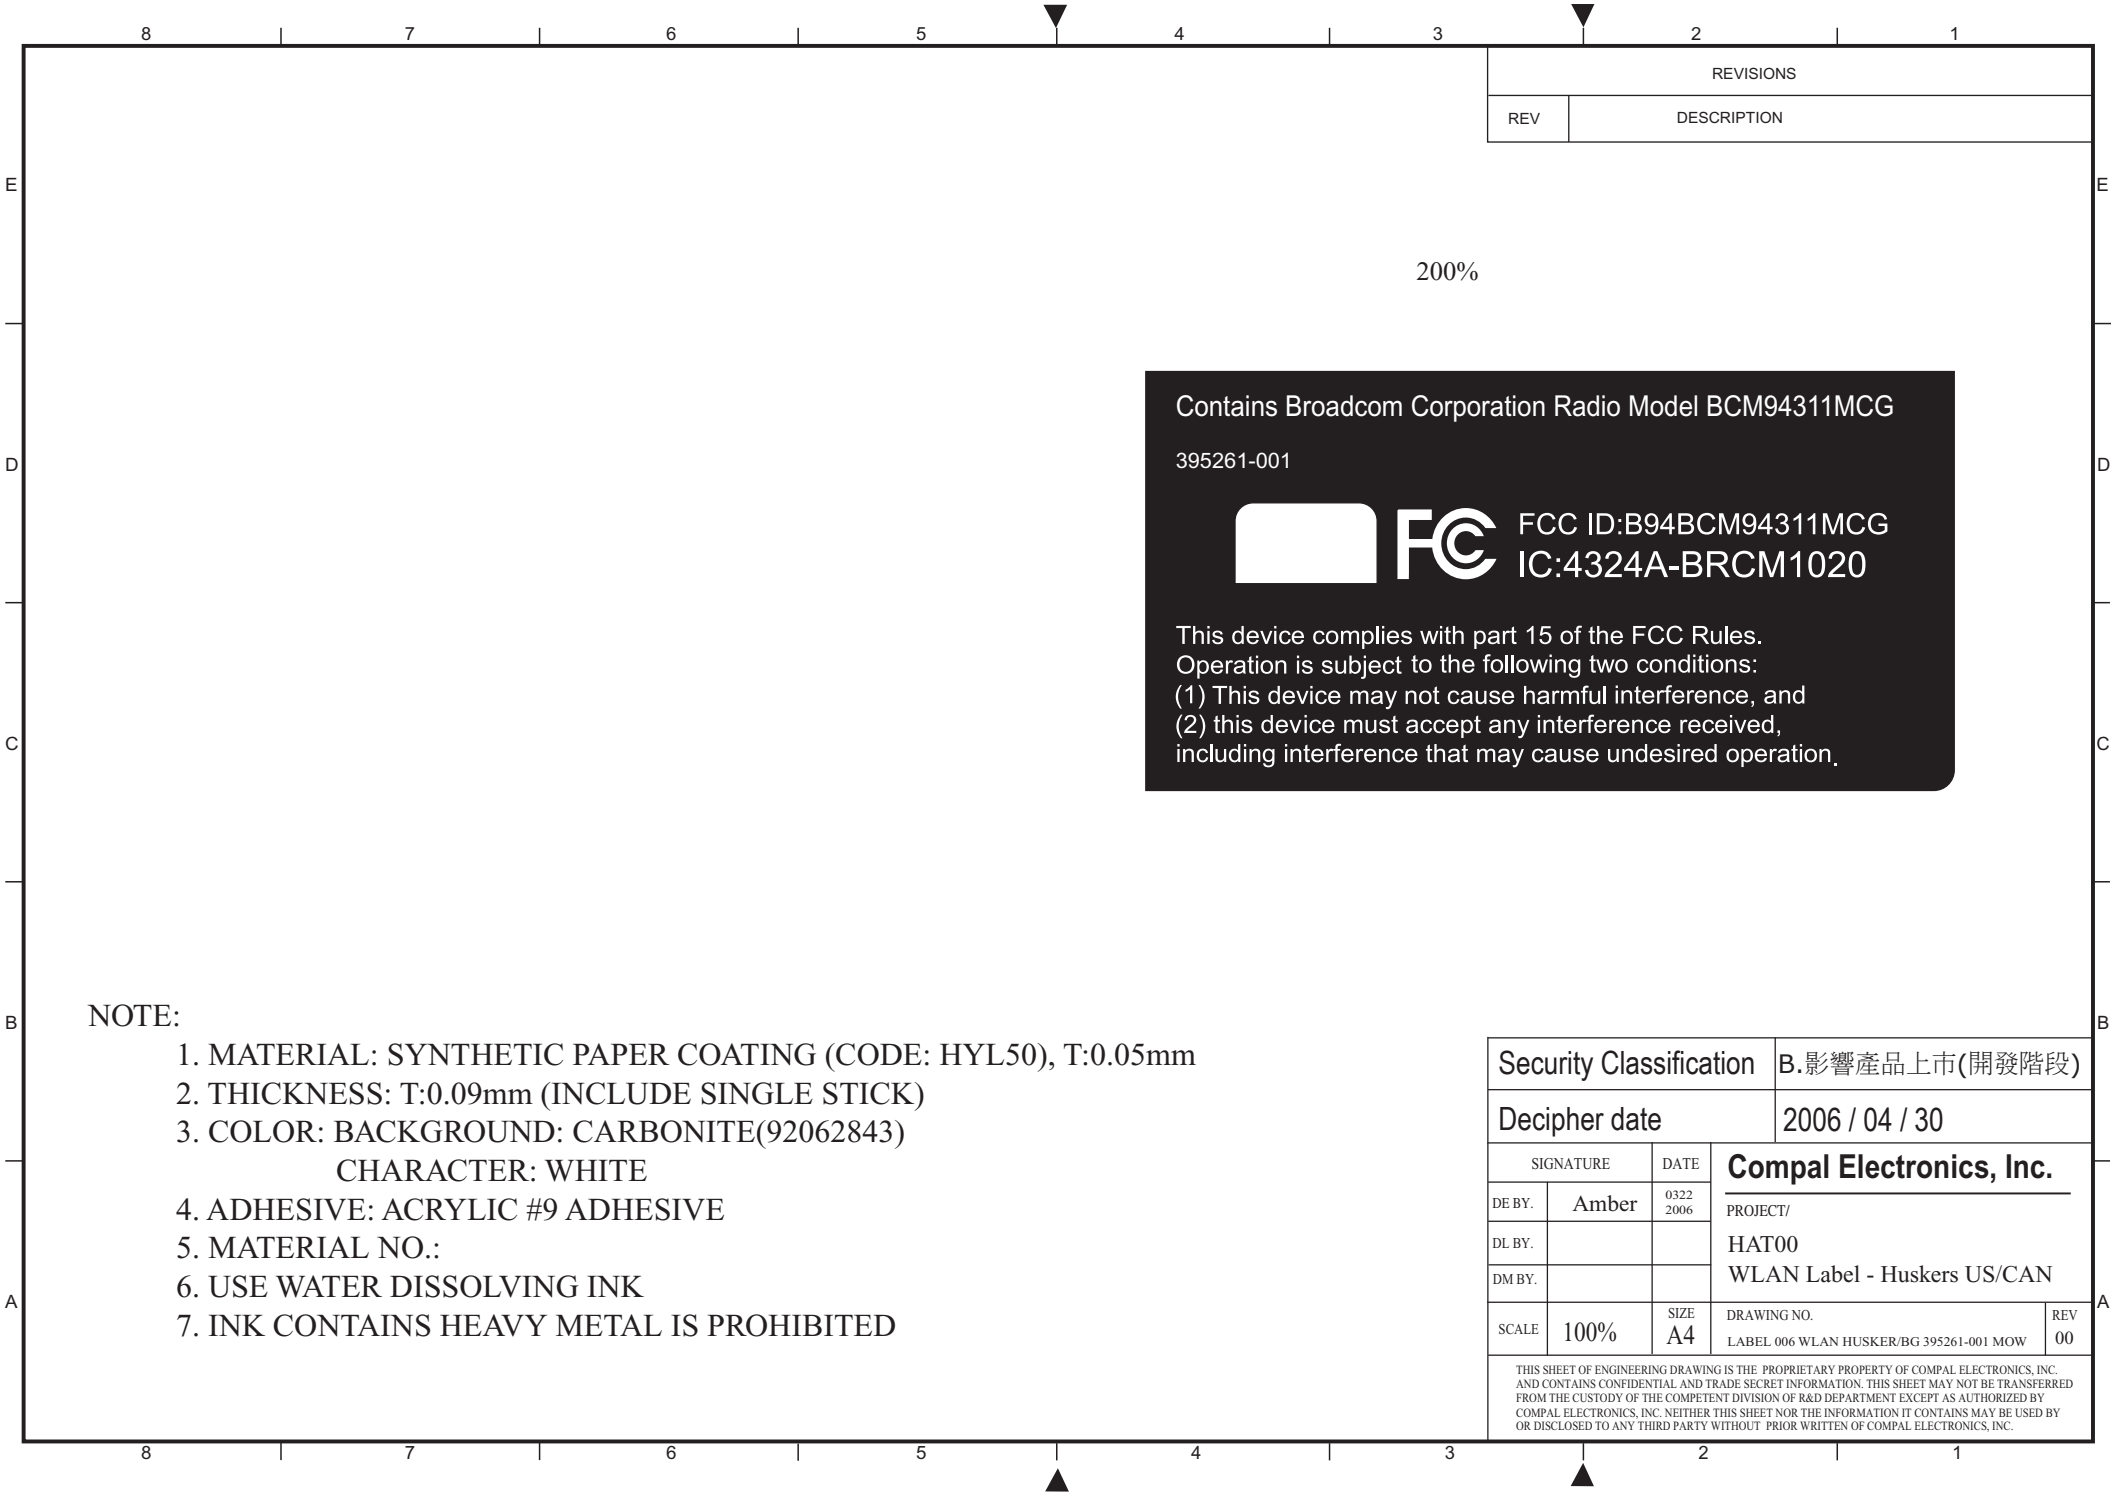 8 7 6 5 4 3 2 1
REVISIONS
REV DESCRIPTION
E E
200%
Contains Broadcom Corporation Radio Model BCM94311MCG
395261-001
D D
FC FCC ID:B94BCM94311MCG
IC:4324A-BRCM1020
This device complies with part 15 of the FCC Rules.
Operation is subject to the following two conditions:
(1) This device may not cause harmful interference, and
(2) this device must accept any interference received,
including interference that may cause undesired operation.
C C
B B
NOTE:
1. MATERIAL: SYNTHETIC PAPER COATING (CODE: HYL50), T:0.05mm
2. THICKNESS: T:0.09mm (INCLUDE SINGLE STICK)
3. COLOR: BACKGROUND: CARBONITE(92062843)
CHARACTER: WHITE
4. ADHESIVE: ACRYLIC #9 ADHESIVE
5. MATERIAL NO.:
6. USE WATER DISSOLVING INK
7. INK CONTAINS HEAVY METAL IS PROHIBITED
Security Classification B.影響產品上市(開發階段)
Decipher date 2006 / 04 / 30
SIGNATURE DATE Compal Electronics, Inc.
DE BY. Amber 0322
2006
PROJECT/
DL BY. HAT00
DM BY. WLAN Label - Huskers US/CAN
A A
SCALE 100% SIZE
A4
DRAWING NO.
LABEL 006 WLAN HUSKER/BG 395261-001 MOW
REV
00
THIS SHEET OF ENGINEERING DRAWING IS THE PROPRIETARY PROPERTY OF COMPAL ELECTRONICS, INC.
AND CONTAINS CONFIDENTIAL AND TRADE SECRET INFORMATION. THIS SHEET MAY NOT BE TRANSFERRED
FROM THE CUSTODY OF THE COMPETENT DIVISION OF R&D DEPARTMENT EXCEPT AS AUTHORIZED BY
COMPAL ELECTRONICS, INC. NEITHER THIS SHEET NOR THE INFORMATION IT CONTAINS MAY BE USED BY
OR DISCLOSED TO ANY THIRD PARTY WITHOUT PRIOR WRITTEN OF COMPAL ELECTRONICS, INC.
8 7 6 5 4 3 2 1